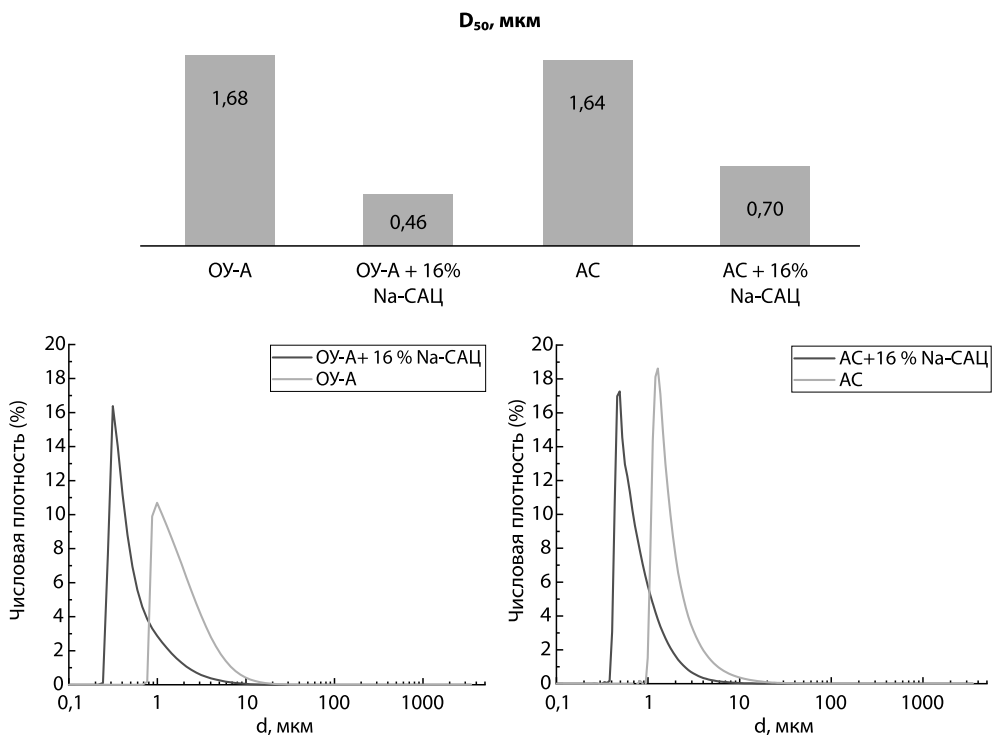 D₅₀, мкм
1,68
0,46
1,64
0,70
ОУ-А
ОУ-А + 16%
Na-САЦ
АС
АС + 16%
Na-САЦ
Числовая плотность (%)
20
18
16
14
12
10
8
6
4
2
0
0,1
1
10
100
1000
d, мкм
ОУ-А+ 16 % Na-САЦ
ОУ-А
Числовая плотность (%)
20
18
16
14
12
10
8
6
4
2
0
0,1
1
10
100
1000
d, мкм
АС+16 % Na-САЦ
АС